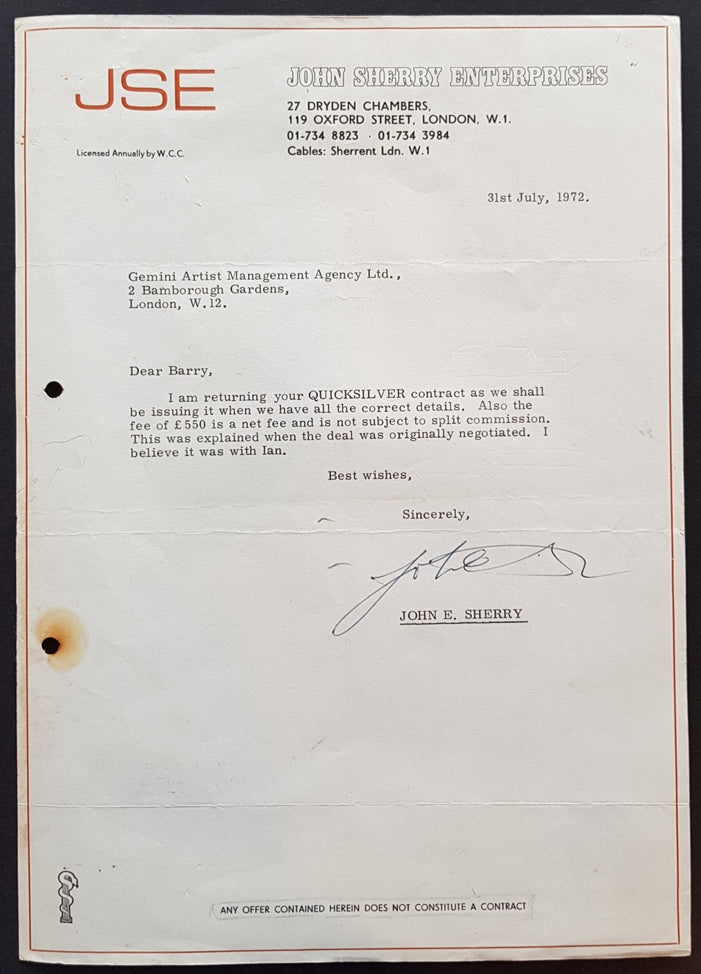 JSE
JOHN SHERRY ENTERPRISES
27 DRYDEN CHAMBERS,
119 OXFORD STREET, LONDON, W.1.
01-734 8823 · 01-734 3984
Cables: Sherrent Ldn. W.1
Licensed Annually by W.C.C.
31st July, 1972.
Gemini Artist Management Agency Ltd.,
2 Bamborough Gardens,
London, W.12.
Dear Barry,
I am returning your QUICKSILVER contract as we shall
be issuing it when we have all the correct details. Also the
fee of £550 is a net fee and is not subject to split commission.
This was explained when the deal was originally negotiated. I
believe it was with Ian.
Best wishes,
Sincerely,
JOHN E. SHERRY
ANY OFFER CONTAINED HEREIN DOES NOT CONSTITUTE A CONTRACT